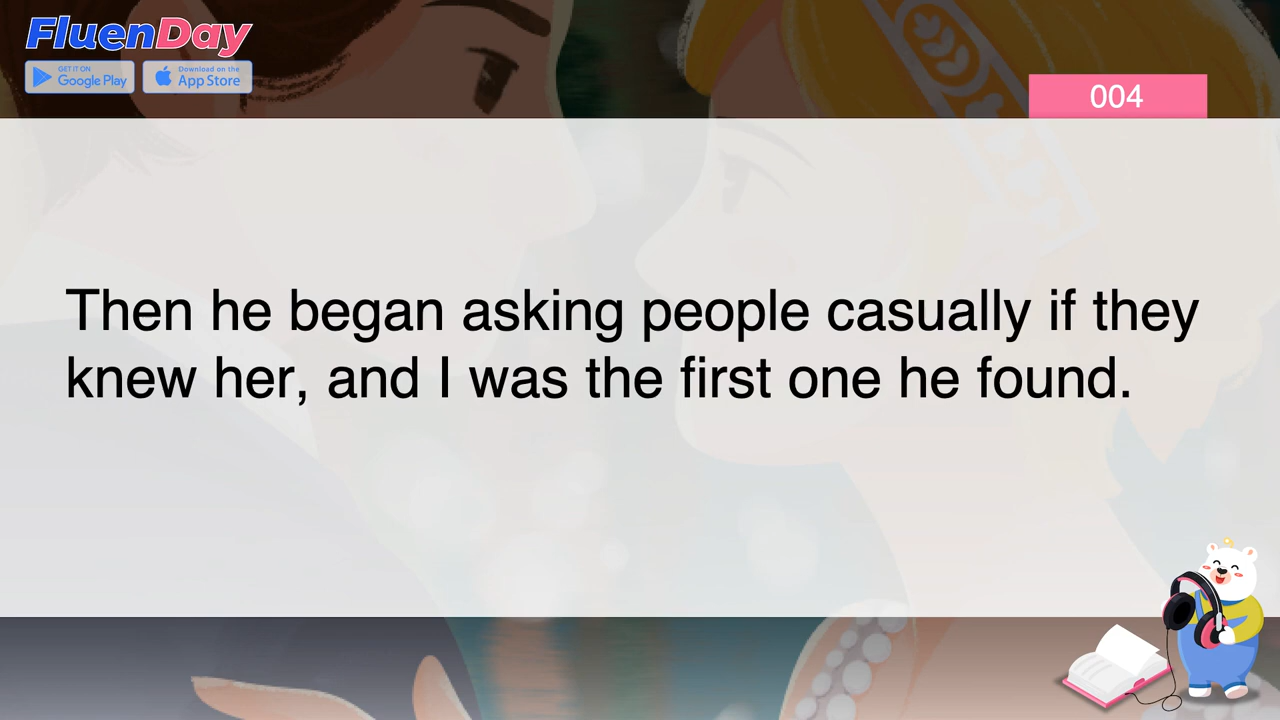 FluenDay
GET IT ON
Google Play
Download on the
App Store
004
Then he began asking people casually if they
knew her, and I was the first one he found.